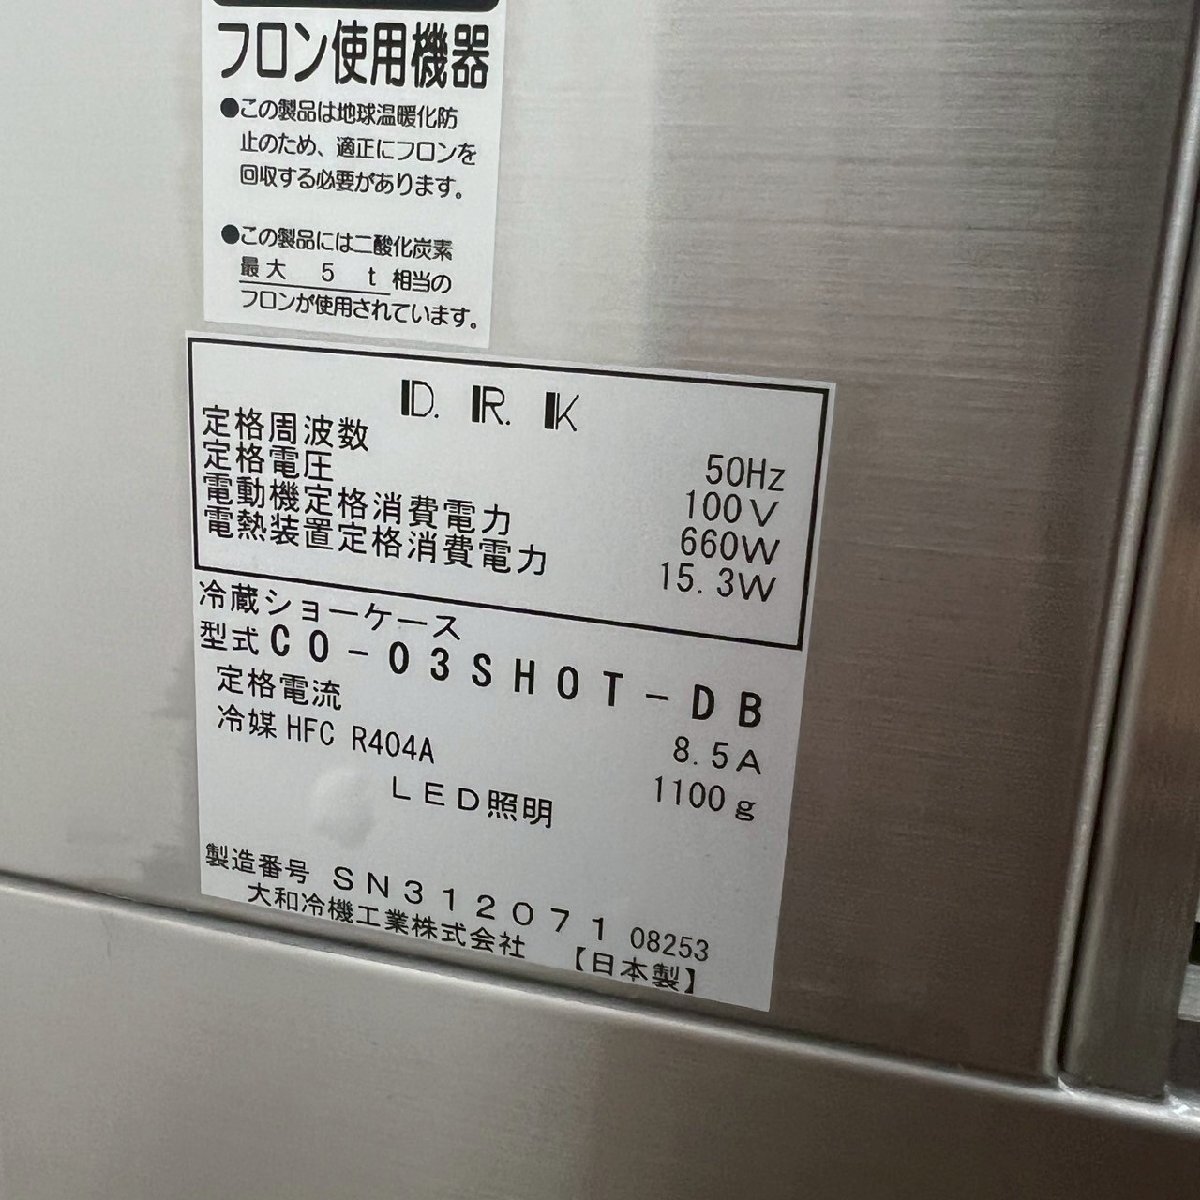 フロン使用機器
●この製品は地球温暖化防
止のため、適正にフロンを
回収する必要があります。
●この製品には二酸化炭素
最大 5 t 相当の
フロンが使用されています。
D. R. K
定格周波数 50Hz
定格電圧 100V
電動機定格消費電力 660W
電熱装置定格消費電力 15.3W
冷蔵ショーケース
型式 CO-03SHOT-DB
定格電流 8.5A
冷媒 HFC R404A 1100g
LED照明
製造番号 SN312071 08253
大和冷機工業株式会社 【日本製】